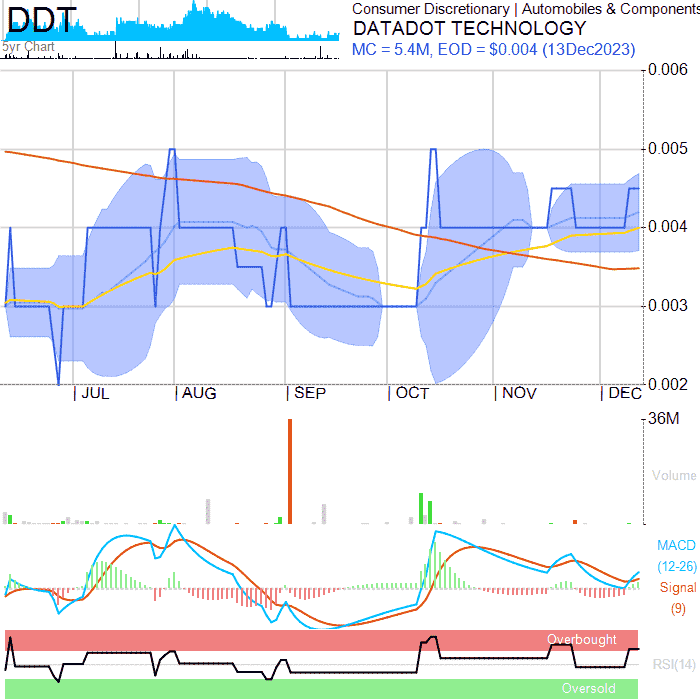 DDT
5yr Chart
Consumer Discretionary | Automobiles & Components
DATADOT TECHNOLOGY
MC = 5.4M, EOD = $0.004 (13Dec2023)
0.006
0.005
0.004
0.003
0.002
| JUL
| AUG
| SEP
| OCT
| NOV
| DEC
36M
Volume
MACD
(12-26)
Signal
(9)
Overbought
RSI(14)
Oversold